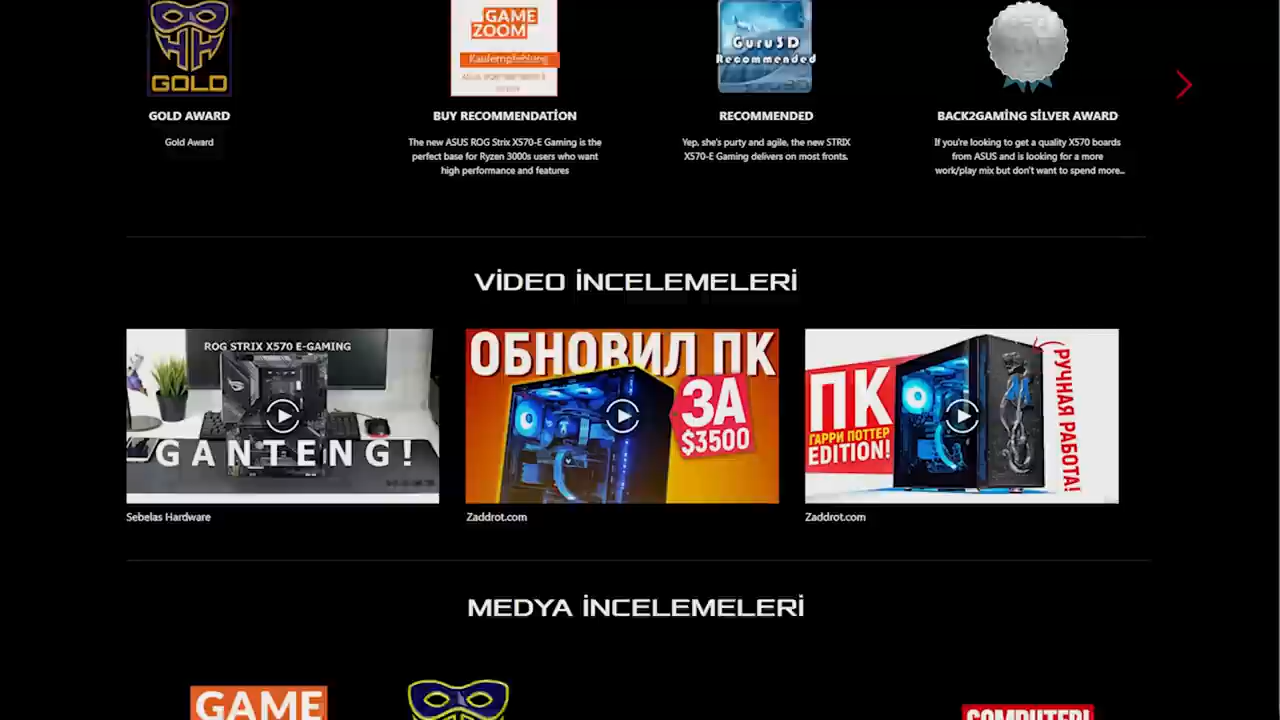 GOLD
GAME
ZOOM
Kaufempfehlung
Guru3D
Recommended
GOLD AWARD
BUY RECOMMENDATİON
RECOMMENDED
BACK2GAMİNG SİLVER AWARD
Gold Award
The new ASUS ROG Strix X570-E Gaming is the
perfect base for Ryzen 3000s users who want
high performance and features
Yep, she's purty and agile, the new STRIX
X570-E Gaming delivers on most fronts.
If you're looking to get a quality X570 boards
from ASUS and is looking for a more
work/play mix but don't want to spend more...
VİDEO İNCELEMELERİ
ROG STRIX X570 E-GAMING
GANTENG!
ОБНОВИЛ ПК
ЗА
$3500
ПК
ГАРРИ ПОТТЕР
EDITION!
РУЧНАЯ РАБОТА!
Sebelas Hardware
Zaddrot.com
Zaddrot.com
MEDYA İNCELEMELERİ
GAME
COMPUTER!